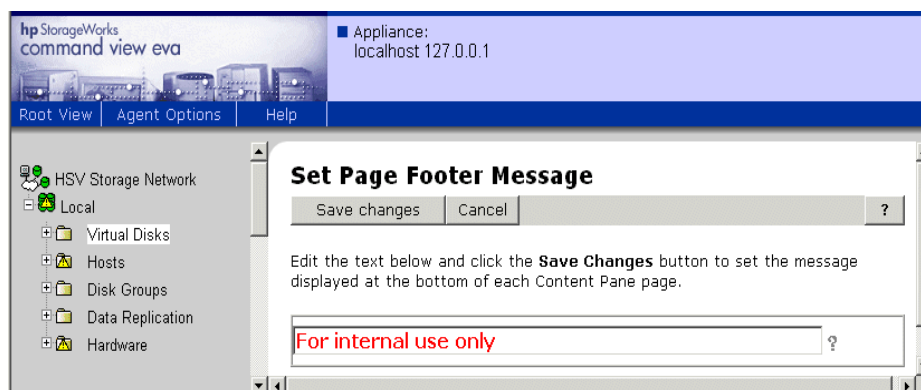 hp StorageWorks
command view eva
Appliance:
localhost 127.0.0.1
Root View Agent Options Help
HSV Storage Network
Local
Virtual Disks
Hosts
Disk Groups
Data Replication
Hardware
Set Page Footer Message
Save changes Cancel ?
Edit the text below and click the Save Changes button to set the message
displayed at the bottom of each Content Pane page.
For internal use only ?